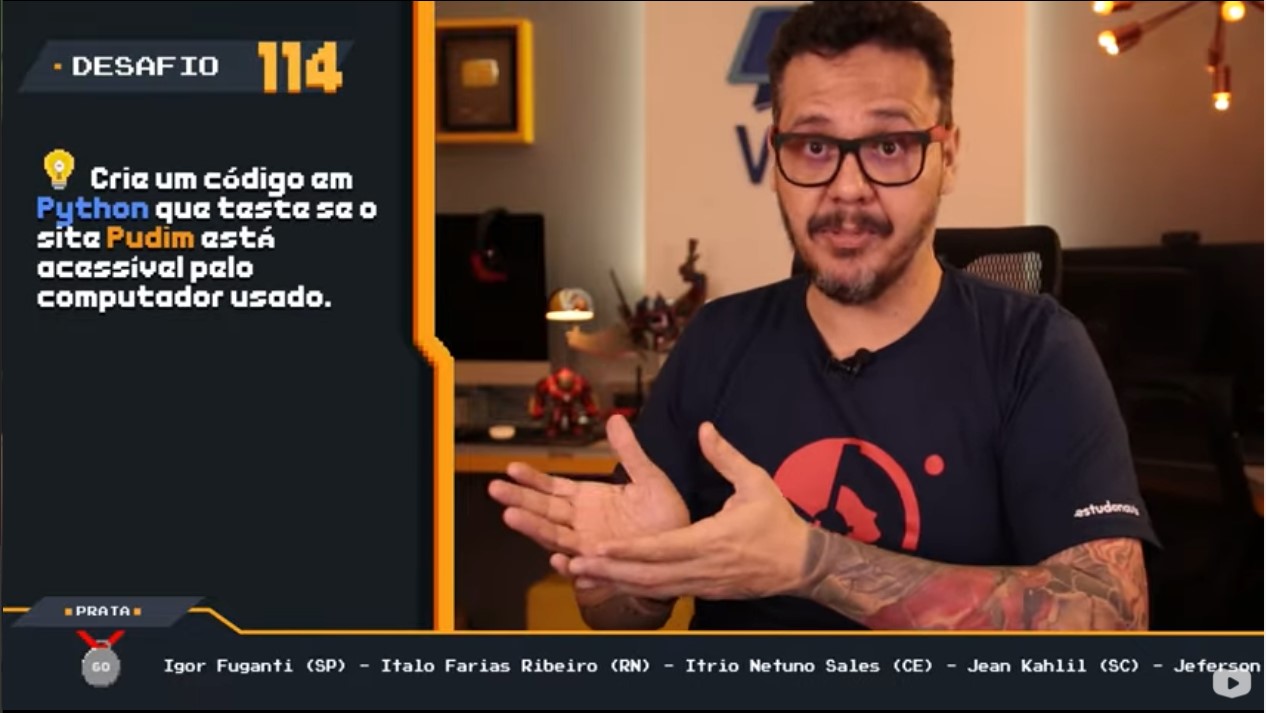 · DESAFIO 114
Crie um código em
Python que teste se o
site Pudim está
acessível pelo
computador usado.
V
estudonauta
PRATA
GO
Igor Fuganti (SP) - Italo Farias Ribeiro (RN) - Itrio Netuno Sales (CE) - Jean Kahlil (SC) - Jeferson